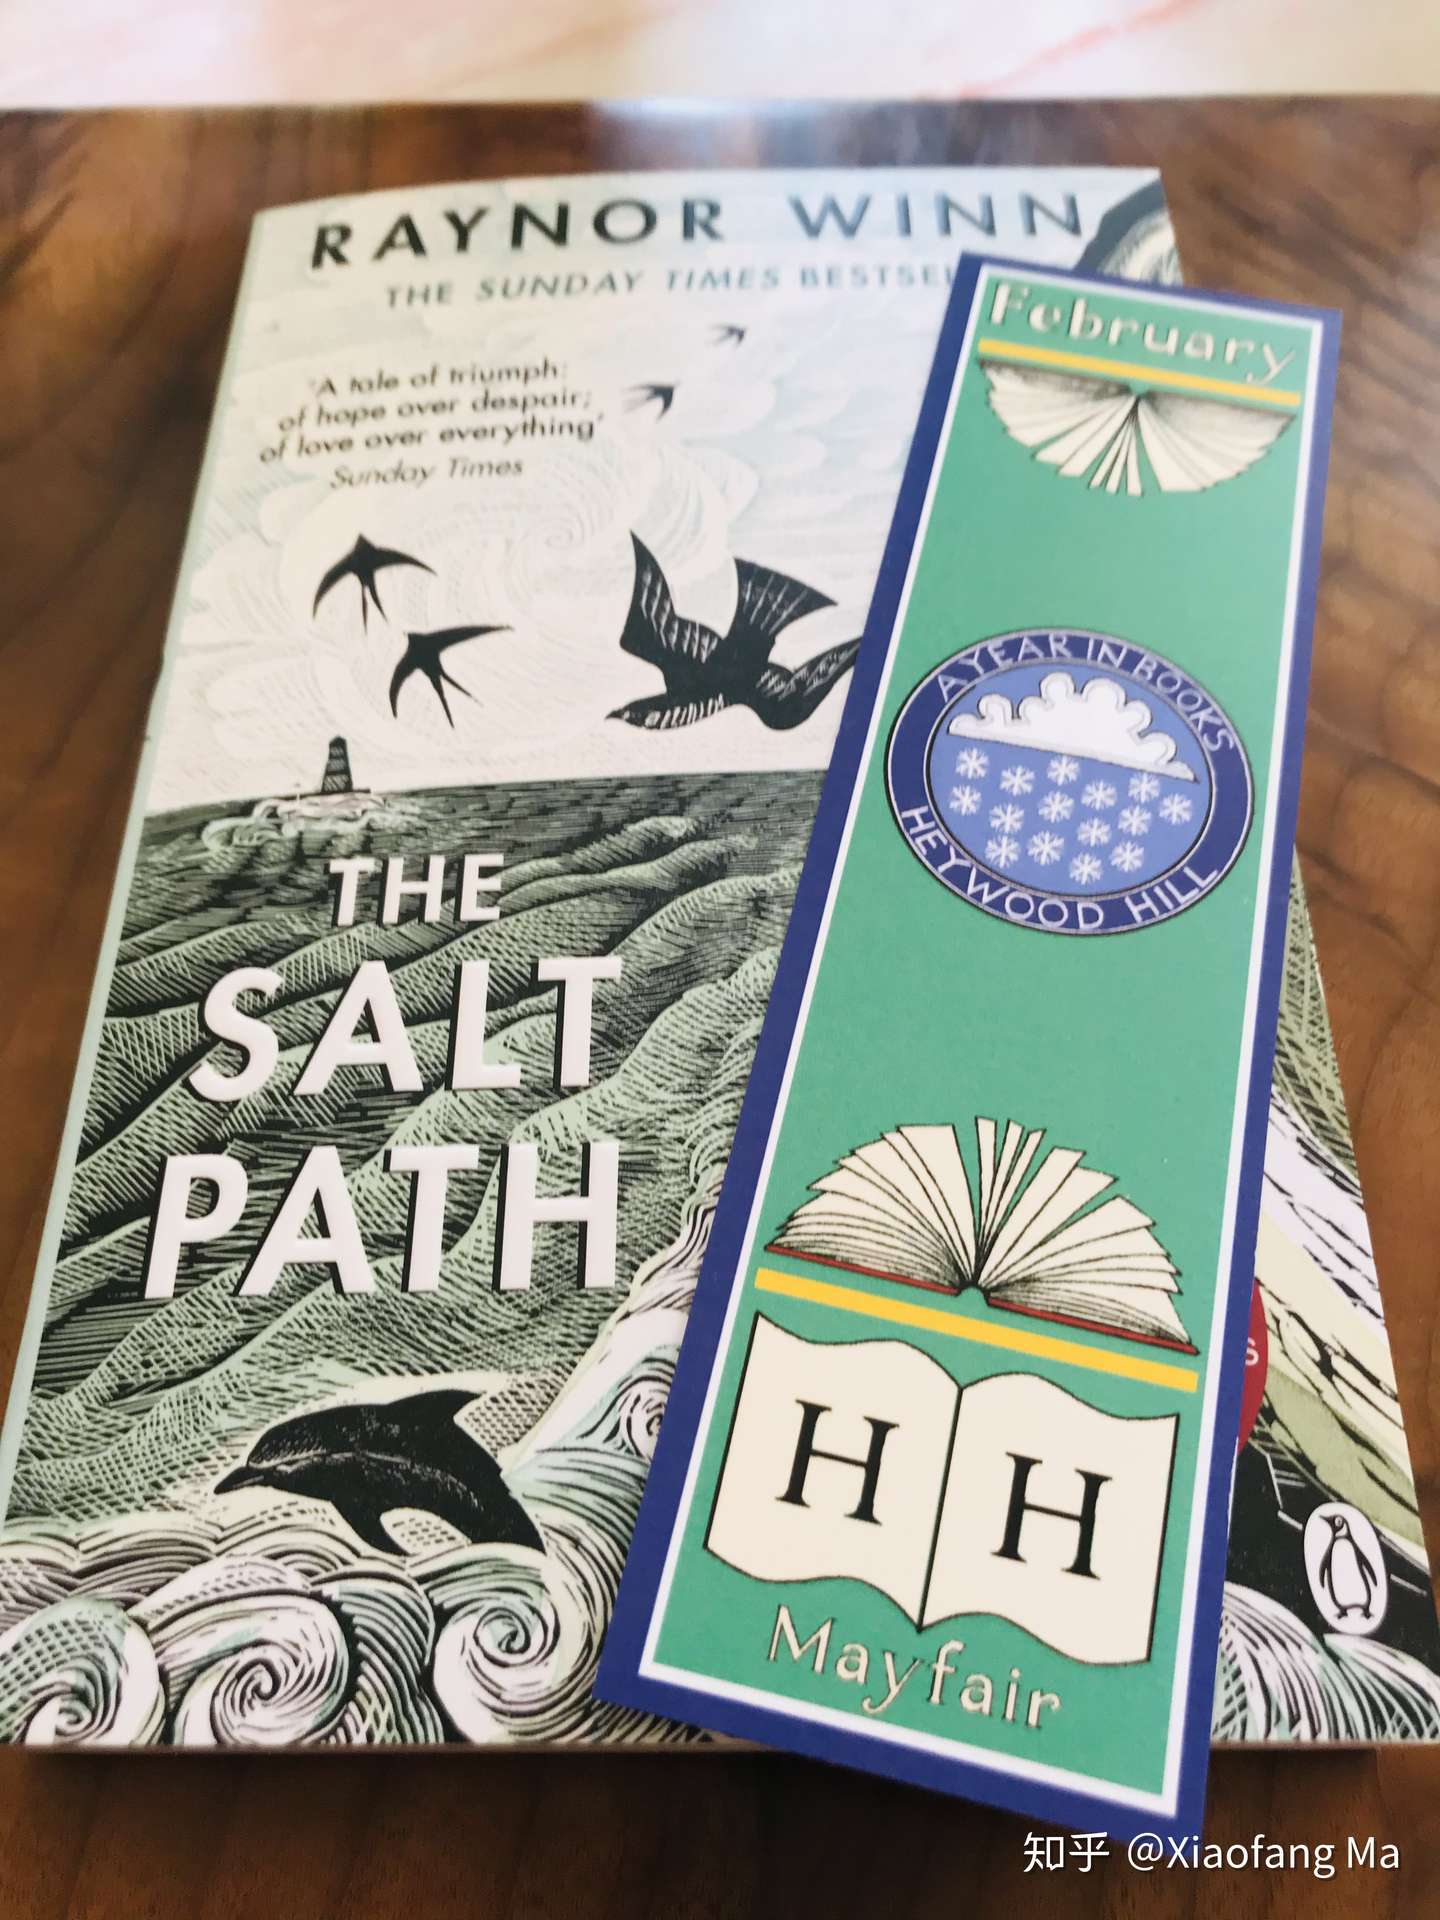 RAYNOR WINN
THE SUNDAY TIMES BESTSEL
'A tale of triumph:
of hope over despair;
of love over everything'
Sunday Times
THE
SALT
PATH
February
A YEAR IN BOOKS
HEYWOOD HILL
H H
Mayfair
S
知乎 @Xiaofang Ma